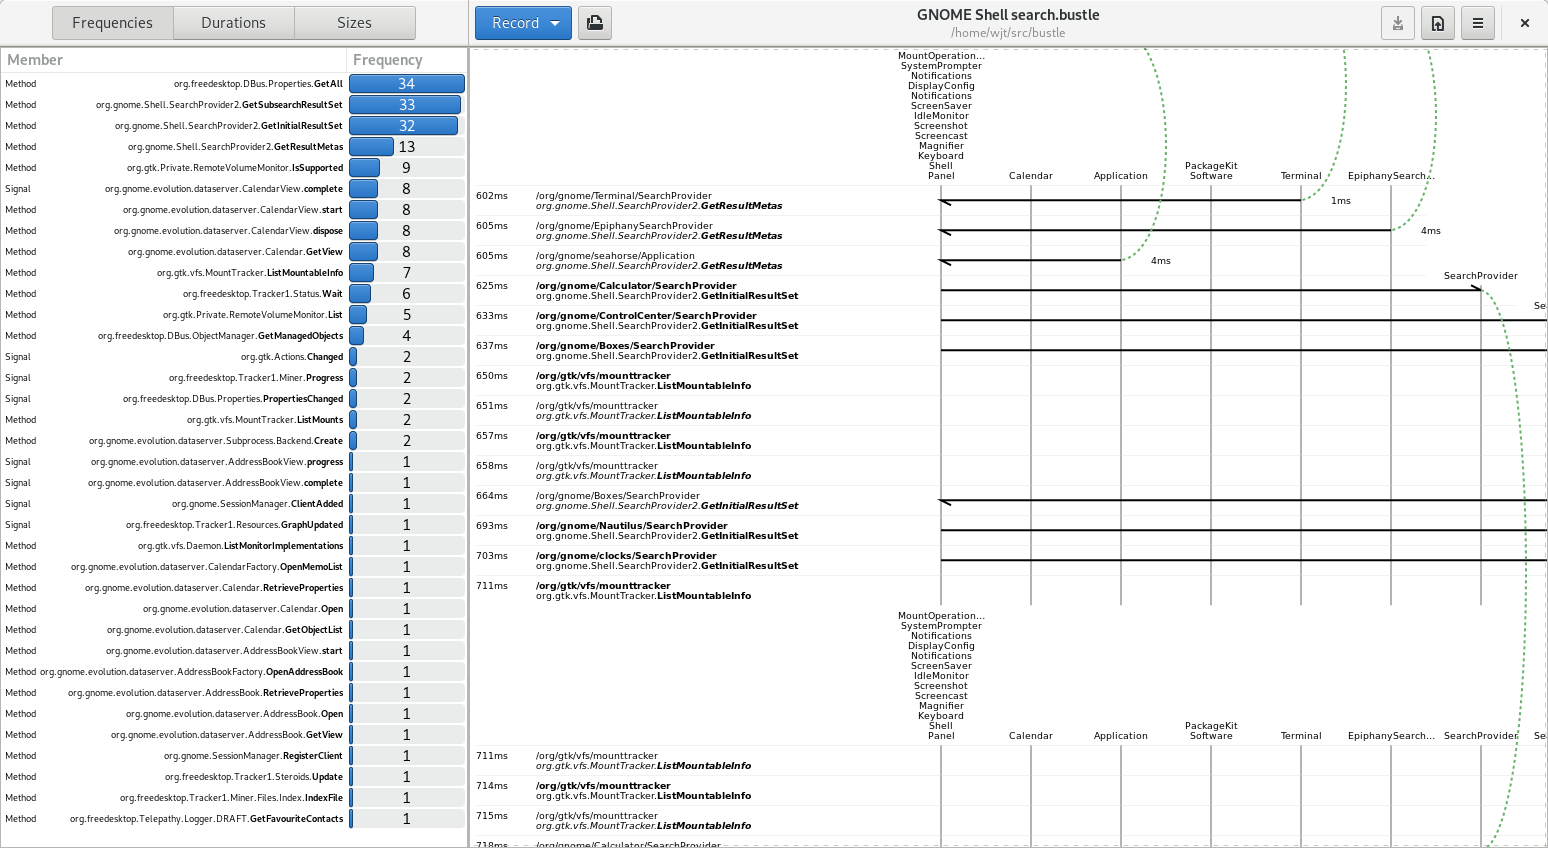 Frequencies Durations Sizes
Record
GNOME Shell search.bustle
/home/wjt/src/bustle
Member Frequency
Method org.freedesktop.DBus.Properties.GetAll 34
Method org.gnome.Shell.SearchProvider2.GetSubsearchResultSet 33
Method org.gnome.Shell.SearchProvider2.GetInitialResultSet 32
Method org.gnome.Shell.SearchProvider2.GetResultMetas 13
Method org.gtk.Private.RemoteVolumeMonitor.IsSupported 9
Signal org.gnome.evolution.dataserver.CalendarView.complete 8
Method org.gnome.evolution.dataserver.CalendarView.start 8
Method org.gnome.evolution.dataserver.CalendarView.dispose 8
Method org.gnome.evolution.dataserver.Calendar.GetView 8
Method org.gtk.vfs.MountTracker.ListMountableInfo 7
Method org.freedesktop.Tracker1.Status.Wait 6
Method org.gtk.Private.RemoteVolumeMonitor.List 5
Method org.freedesktop.DBus.ObjectManager.GetManagedObjects 4
Signal org.gtk.Actions.Changed 2
Signal org.freedesktop.Tracker1.Miner.Progress 2
Signal org.freedesktop.DBus.Properties.PropertiesChanged 2
Method org.gtk.vfs.MountTracker.ListMounts 2
Method org.gnome.evolution.dataserver.Subprocess.Backend.Create 2
Signal org.gnome.evolution.dataserver.AddressBookView.progress 1
Signal org.gnome.evolution.dataserver.AddressBookView.complete 1
Signal org.gnome.SessionManager.ClientAdded 1
Signal org.freedesktop.Tracker1.Resources.GraphUpdated 1
Method org.gtk.vfs.Daemon.ListMonitorImplementations 1
Method org.gnome.evolution.dataserver.CalendarFactory.OpenMemoList 1
Method org.gnome.evolution.dataserver.Calendar.RetrieveProperties 1
Method org.gnome.evolution.dataserver.Calendar.Open 1
Method org.gnome.evolution.dataserver.Calendar.GetObjectList 1
Method org.gnome.evolution.dataserver.AddressBookView.start 1
Method org.gnome.evolution.dataserver.AddressBookFactory.OpenAddressBook 1
Method org.gnome.evolution.dataserver.AddressBook.RetrieveProperties 1
Method org.gnome.evolution.dataserver.AddressBook.Open 1
Method org.gnome.evolution.dataserver.AddressBook.GetView 1
Method org.gnome.SessionManager.RegisterClient 1
Method org.freedesktop.Tracker1.Steroids.Update 1
Method org.freedesktop.Tracker1.Miner.Files.Index.IndexFile 1
Method org.freedesktop.Telepathy.Logger.DRAFT.GetFavouriteContacts 1
MountOperation...
SystemPrompter
Notifications
DisplayConfig
Notifications
ScreenSaver
IdleMonitor
Screenshot
Screencast
Magnifier
Keyboard
Shell PackageKit
Panel Calendar Application Software Terminal EpiphanySearch...
602ms /org/gnome/Terminal/SearchProvider 1ms
org.gnome.Shell.SearchProvider2.GetResultMetas
605ms /org/gnome/EpiphanySearchProvider 4ms
org.gnome.Shell.SearchProvider2.GetResultMetas
605ms /org/gnome/seahorse/Application 4ms
org.gnome.Shell.SearchProvider2.GetResultMetas
SearchProvider
625ms /org/gnome/Calculator/SearchProvider
org.gnome.Shell.SearchProvider2.GetInitialResultSet
Se
633ms /org/gnome/ControlCenter/SearchProvider
org.gnome.Shell.SearchProvider2.GetInitialResultSet
637ms /org/gnome/Boxes/SearchProvider
org.gnome.Shell.SearchProvider2.GetInitialResultSet
650ms /org/gtk/vfs/mounttracker
org.gtk.vfs.MountTracker.ListMountableInfo
651ms /org/gtk/vfs/mounttracker
org.gtk.vfs.MountTracker.ListMountableInfo
657ms /org/gtk/vfs/mounttracker
org.gtk.vfs.MountTracker.ListMountableInfo
658ms /org/gtk/vfs/mounttracker
org.gtk.vfs.MountTracker.ListMountableInfo
664ms /org/gnome/Boxes/SearchProvider
org.gnome.Shell.SearchProvider2.GetInitialResultSet
693ms /org/gnome/Nautilus/SearchProvider
org.gnome.Shell.SearchProvider2.GetInitialResultSet
703ms /org/gnome/clocks/SearchProvider
org.gnome.Shell.SearchProvider2.GetInitialResultSet
711ms /org/gtk/vfs/mounttracker
org.gtk.vfs.MountTracker.ListMountableInfo
MountOperation...
SystemPrompter
Notifications
DisplayConfig
Notifications
ScreenSaver
IdleMonitor
Screenshot
Screencast
Magnifier
Keyboard
Shell PackageKit
Panel Calendar Application Software Terminal EpiphanySearch... SearchProvider Se
711ms /org/gtk/vfs/mounttracker
org.gtk.vfs.MountTracker.ListMountableInfo
714ms /org/gtk/vfs/mounttracker
org.gtk.vfs.MountTracker.ListMountableInfo
715ms /org/gtk/vfs/mounttracker
org.gtk.vfs.MountTracker.ListMountableInfo
718ms /org/gnome/Calculator/SearchProvider